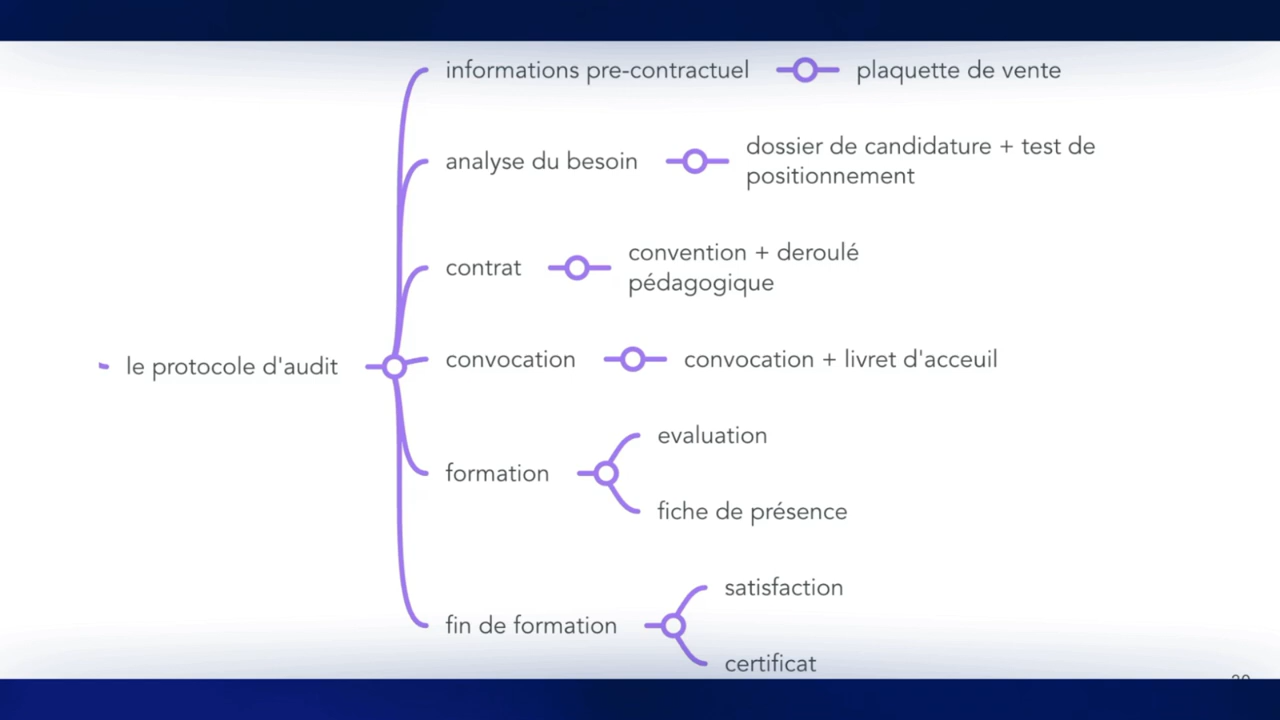 informations pre-contractuel
plaquette de vente
analyse du besoin
dossier de candidature + test de
positionnement
contrat
convention + deroulé
pédagogique
le protocole d'audit
convocation
convocation + livret d'acceuil
formation
evaluation
fiche de présence
fin de formation
satisfaction
certificat